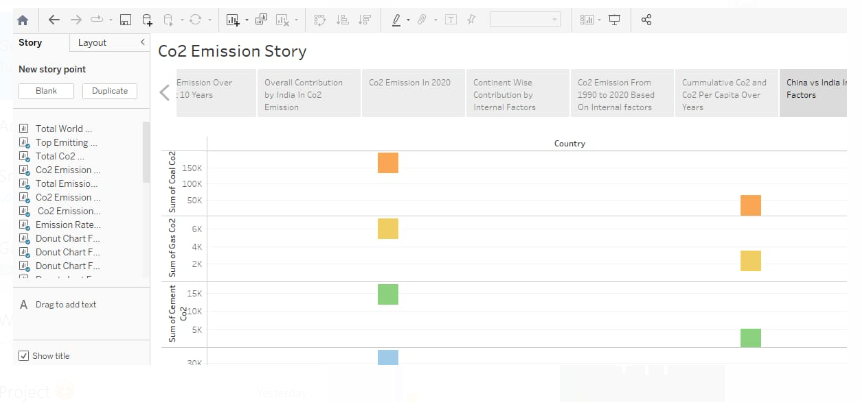 Story
Layout
Co2 Emission Story
New story point
Blank
Duplicate
Emission Over
10 Years
Overall Contribution
by India In Co2
Emission
Co2 Emission In 2020
Continent Wise
Contribution by
Internal Factors
Co2 Emission From
1990 to 2020 Based
On Internal factors
Cummulative Co2 and
Co2 Per Capita Over
Years
China vs India In
Factors
Total World ...
Top Emitting ...
Total Co2 ...
Co2 Emission ...
Total Emissio...
Co2 Emission ...
Co2 Emission...
Emission Rate...
Donut Chart F...
Donut Chart F...
Donut Chart F...
A Drag to add text
Show title
Country
Sum of Coal Co2
150K
100K
50K
Sum of Gas Co2
6K
4K
2K
Sum of Cement
Co2
15K
10K
5K
30K
Project
Yesterday